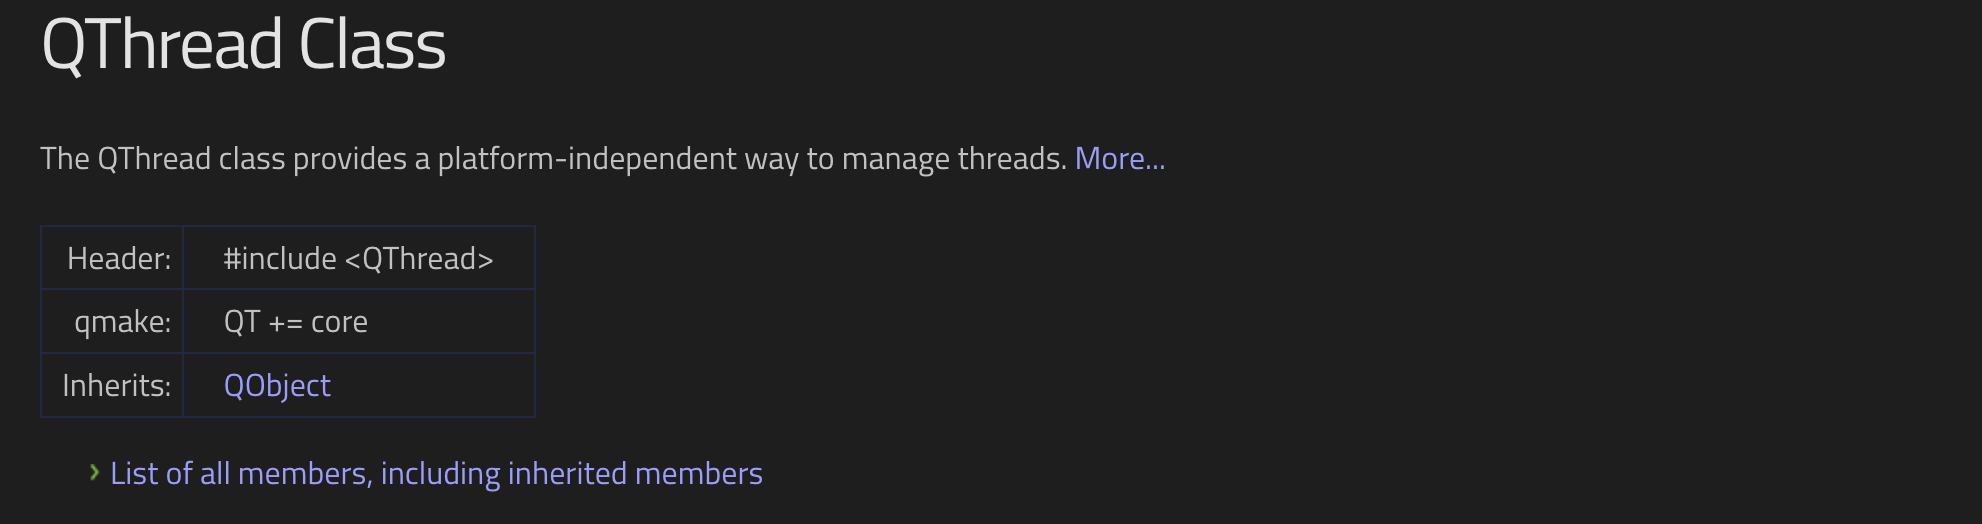 QThread Class
The QThread class provides a platform-independent way to manage threads. More...
Header: #include <QThread>
qmake: QT += core
Inherits: QObject
› List of all members, including inherited members